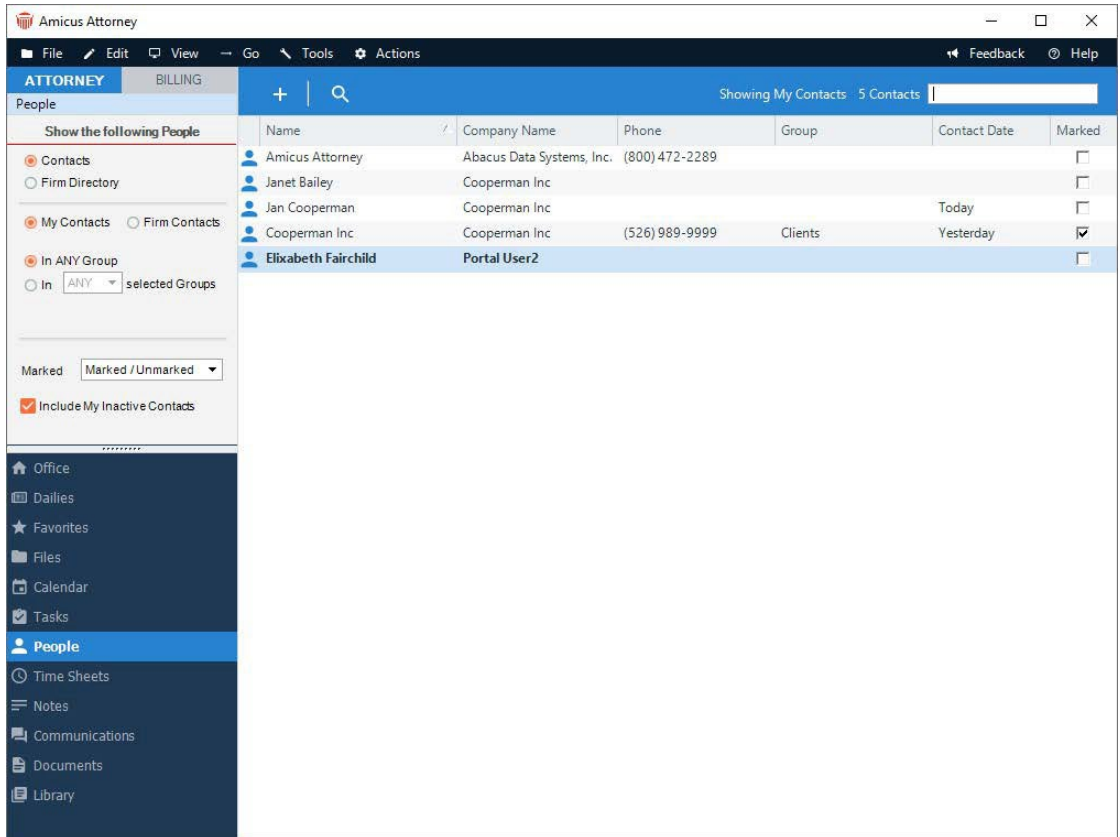 Amicus Attorney
File Edit View Go Tools Actions Feedback Help
ATTORNEY BILLING
People
Showing My Contacts 5 Contacts
Show the following People
Contacts
Firm Directory
My Contacts Firm Contacts
In ANY Group
In ANY selected Groups
Marked Marked / Unmarked
Include My Inactive Contacts
Name Company Name Phone Group Contact Date Marked
Amicus Attorney Abacus Data Systems, Inc. (800) 472-2289
Janet Bailey Cooperman Inc
Jan Cooperman Cooperman Inc Today
Cooperman Inc Cooperman Inc (526) 989-9999 Clients Yesterday
Elixabeth Fairchild Portal User2
Office
Dailies
Favorites
Files
Calendar
Tasks
People
Time Sheets
Notes
Communications
Documents
Library